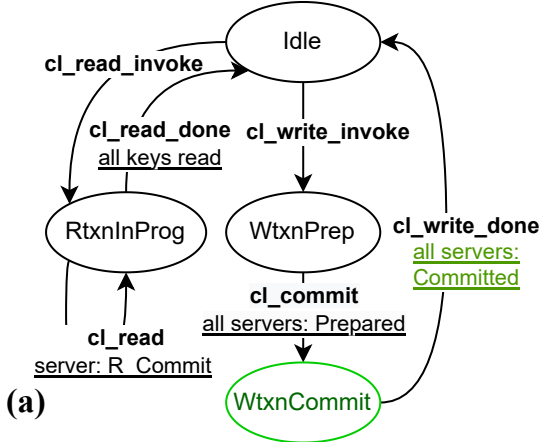 Idle
cl_read_invoke
cl_read_done
all keys read
cl_write_invoke
RtxnInProg
WtxnPrep
cl_write_done
all servers:
Committed
cl_commit
all servers: Prepared
cl_read
server: R_Commit
(a)
WtxnCommit